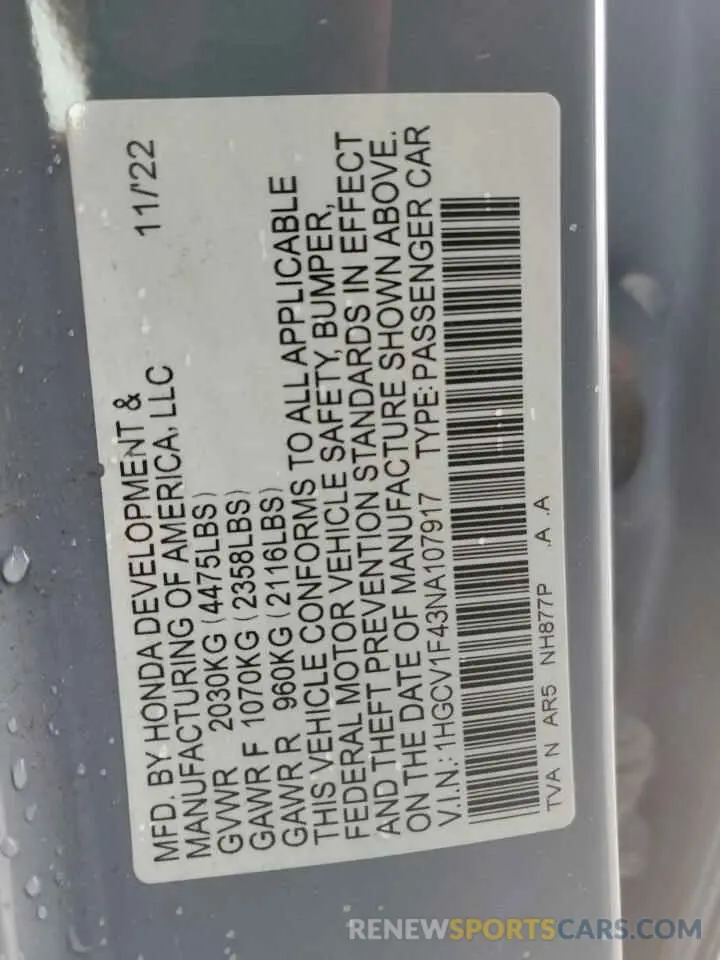 MFD. BY HONDA DEVELOPMENT & 11/22
MANUFACTURING OF AMERICA, LLC
GVWR 2030KG (4475LBS)
GAWR F 1070KG (2358LBS)
GAWR R 960KG (2116LBS)
THIS VEHICLE CONFORMS TO ALL APPLICABLE
FEDERAL MOTOR VEHICLE SAFETY, BUMPER,
AND THEFT PREVENTION STANDARDS IN EFFECT
ON THE DATE OF MANUFACTURE SHOWN ABOVE.
V.I.N.: 1HGCV1F43NA107917 TYPE: PASSENGER CAR
TVA N AR5 NH877P .A .A
RENEWSPORTSCARS.COM